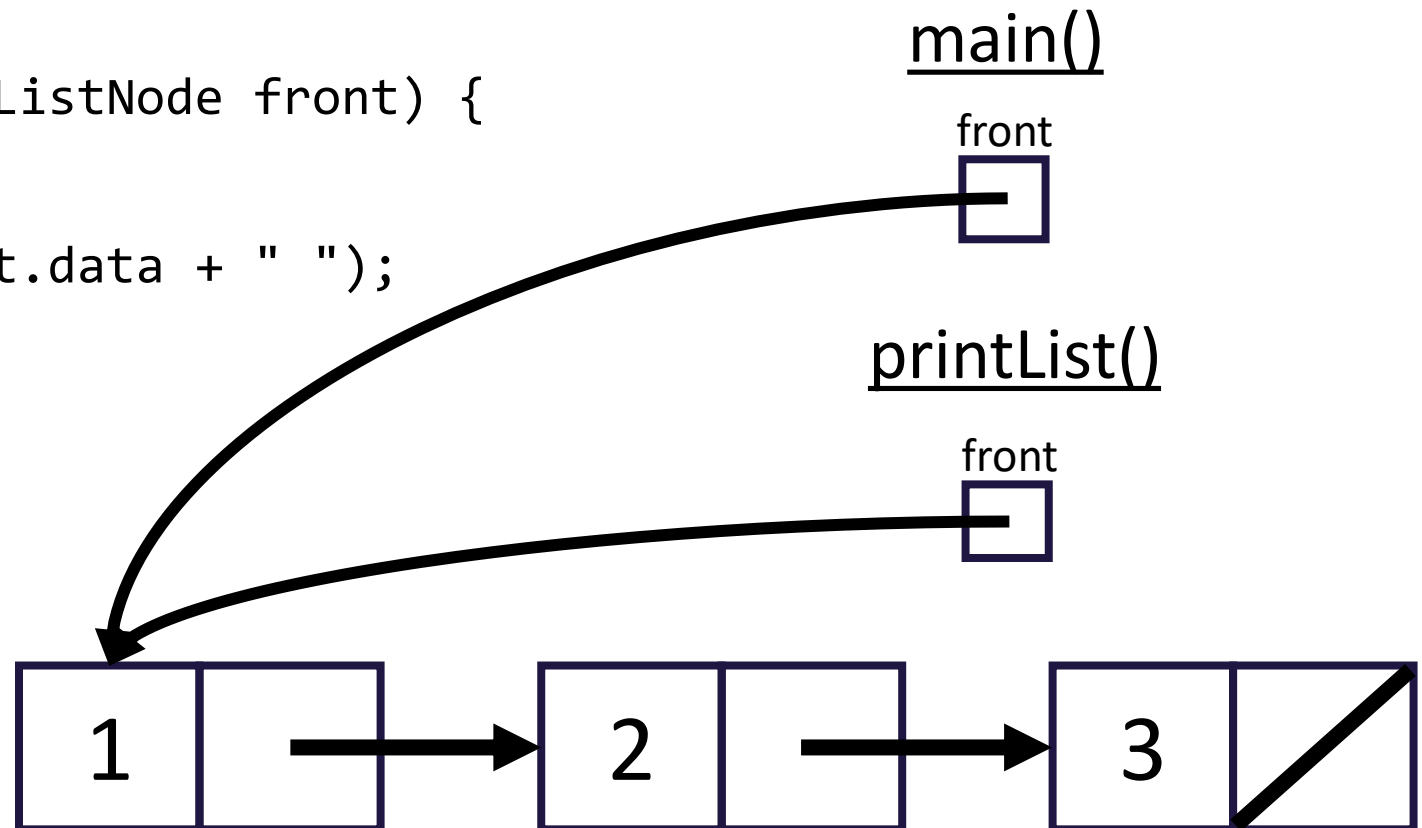 main()
ListNode front) {
front
t.data + " ");
printList()
front
1 2 3